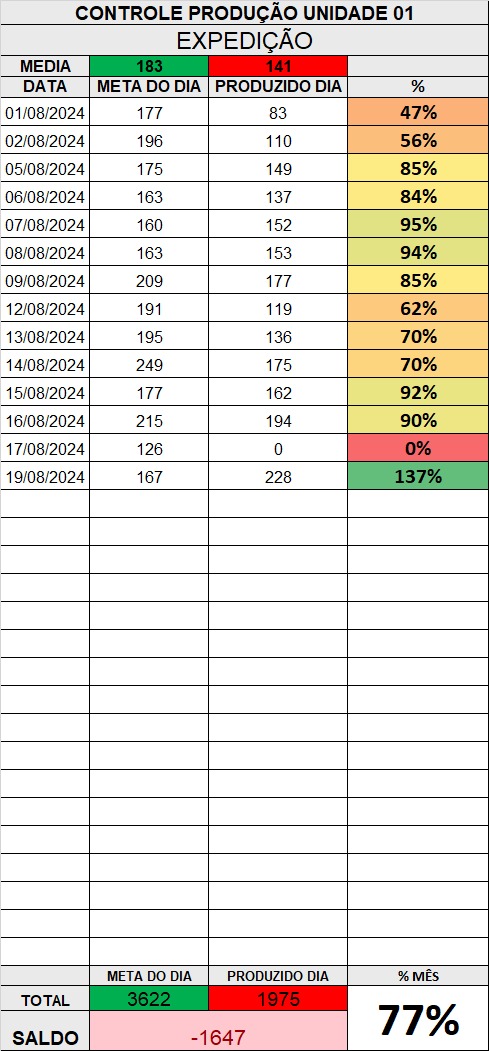 CONTROLE PRODUÇÃO UNIDADE 01
EXPEDIÇÃO
MEDIA 183 141
DATA META DO DIA PRODUZIDO DIA %
01/08/2024 177 83 47%
02/08/2024 196 110 56%
05/08/2024 175 149 85%
06/08/2024 163 137 84%
07/08/2024 160 152 95%
08/08/2024 163 153 94%
09/08/2024 209 177 85%
12/08/2024 191 119 62%
13/08/2024 195 136 70%
14/08/2024 249 175 70%
15/08/2024 177 162 92%
16/08/2024 215 194 90%
17/08/2024 126 0 0%
19/08/2024 167 228 137%
META DO DIA PRODUZIDO DIA % MÊS
TOTAL 3622 1975 77%
SALDO -1647